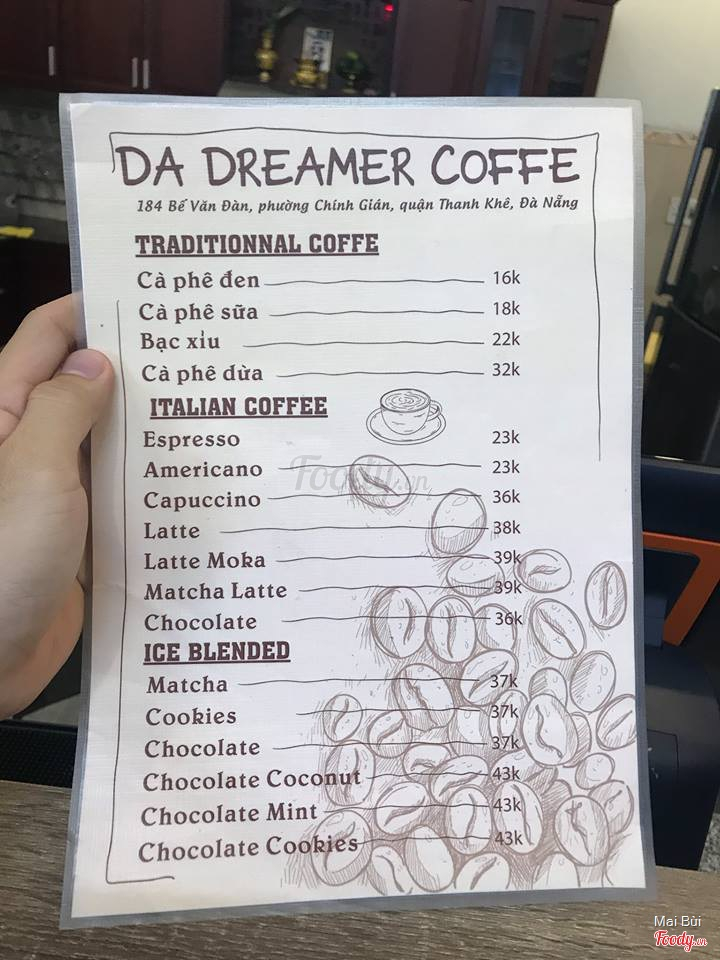 DA DREAMER COFFE
184 Bế Văn Đàn, phường Chính Gián, quận Thanh Khê, Đà Nẵng
TRADITIONNAL COFFE
Cà phê đen 16k
Cà phê sữa 18k
Bạc xỉu 22k
Cà phê dừa 32k
ITALIAN COFFEE
Espresso 23k
Americano 23k
Capuccino 36k
Latte 38k
Latte Moka 39k
Matcha Latte 39k
Chocolate 36k
ICE BLENDED
Matcha 37k
Cookies 37k
Chocolate 37k
Chocolate Coconut 43k
Chocolate Mint 43k
Chocolate Cookies 43k
Foody.vn
Mai Bùi
Foody.vn